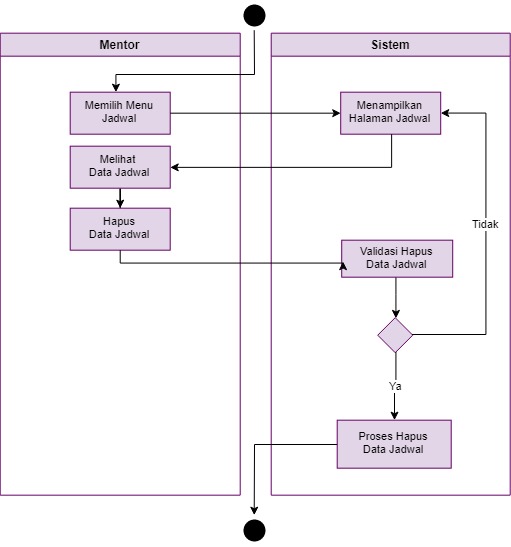 Mentor
Sistem
Memilih Menu
Jadwal
Menampilkan
Halaman Jadwal
Melihat
Data Jadwal
Hapus
Data Jadwal
Tidak
Validasi Hapus
Data Jadwal
Ya
Proses Hapus
Data Jadwal